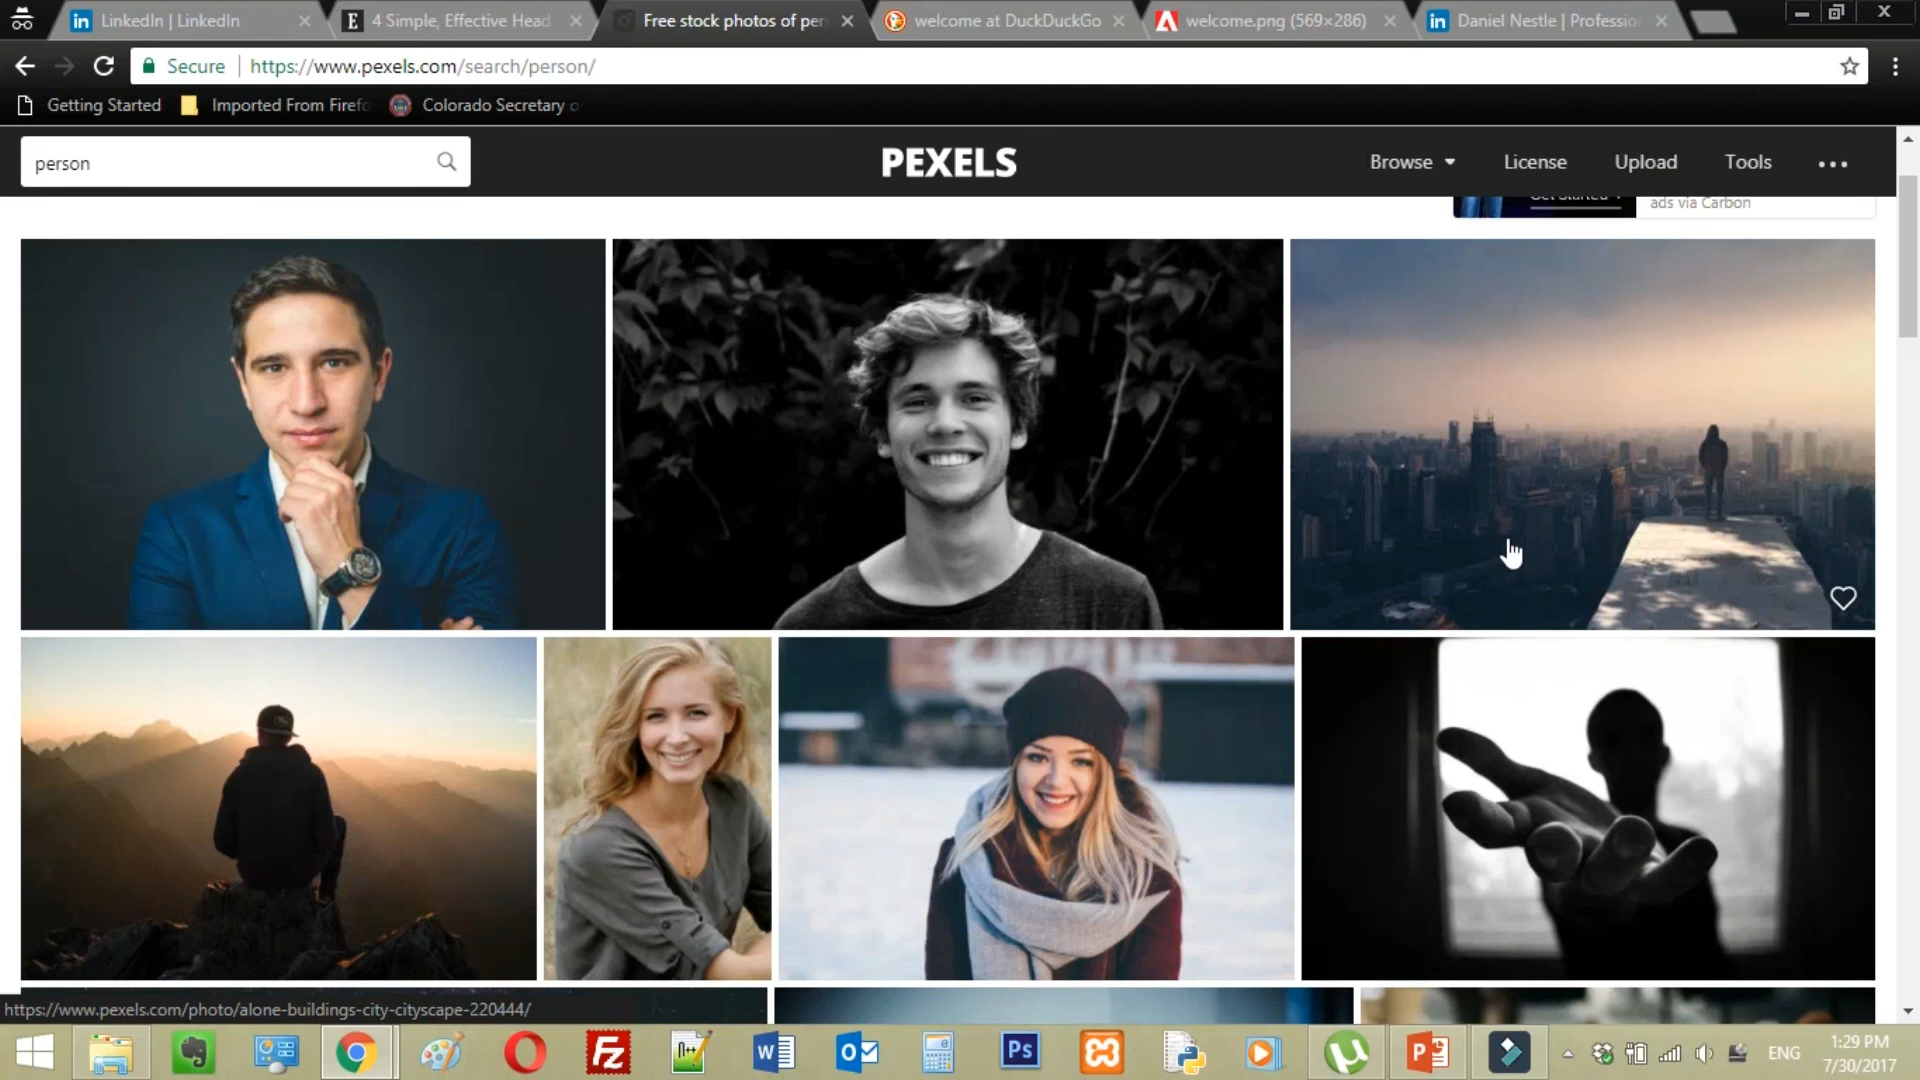 LinkedIn | LinkedIn
4 Simple, Effective Head
Free stock photos of per
welcome at DuckDuckGo
welcome.png (569×286)
Daniel Nestle | Professio
Secure
https://www.pexels.com/search/person/
Getting Started
Imported From Firefo
Colorado Secretary o
person
PEXELS
Browse
License
Upload
Tools
Get Started
ads via Carbon
https://www.pexels.com/photo/alone-buildings-city-cityscape-220444/
ENG
1:29 PM
7/30/2017